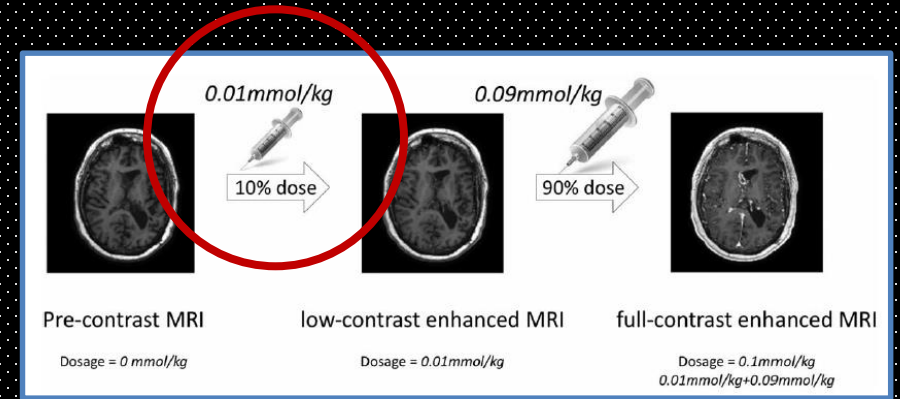 0.01mmol/kg
0.09mmol/kg
10% dose
90% dose
Pre-contrast MRI
low-contrast enhanced MRI
full-contrast enhanced MRI
Dosage = 0 mmol/kg
Dosage = 0.01mmol/kg
Dosage = 0.1mmol/kg
0.01mmol/kg+0.09mmol/kg